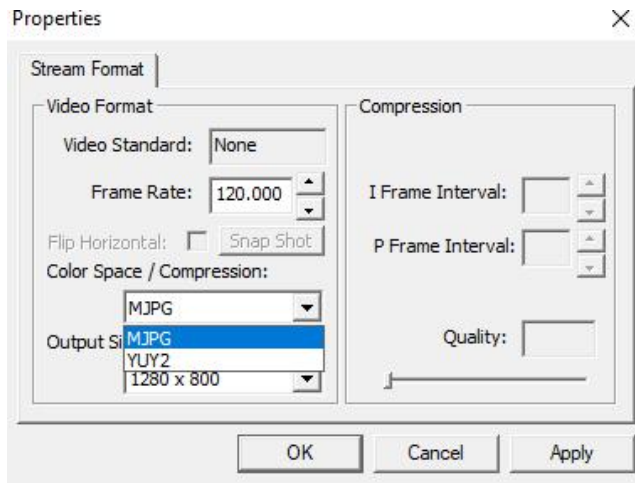 Properties
Stream Format
Video Format
Video Standard: None
Frame Rate: 120.000
Flip Horizontal: Snap Shot
Color Space / Compression:
MJPG
MJPG
YUY2
Output Si
1280 x 800
Compression
I Frame Interval:
P Frame Interval:
Quality:
OK Cancel Apply